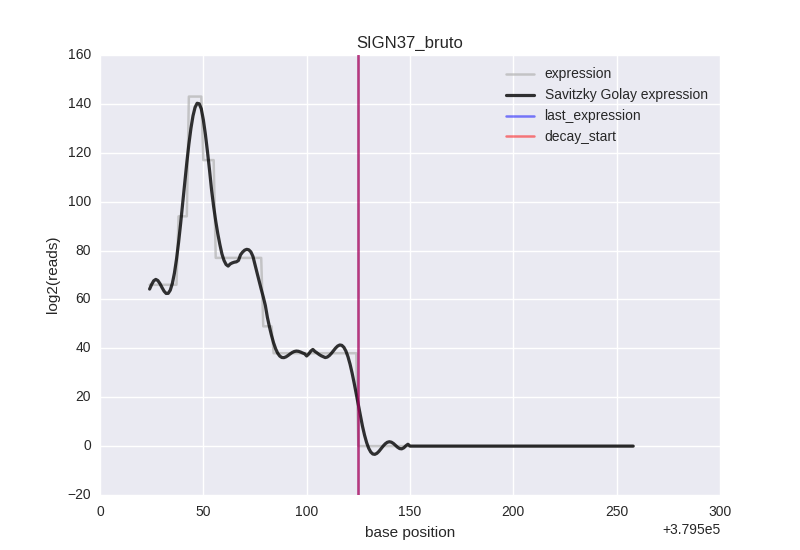 SIGN37_bruto
160
140
120
100
80
60
40
20
0
−20
log2(reads)
expression
Savitzky Golay expression
last_expression
decay_start
0
50
100
150
200
250
300
base position
+3.795e5